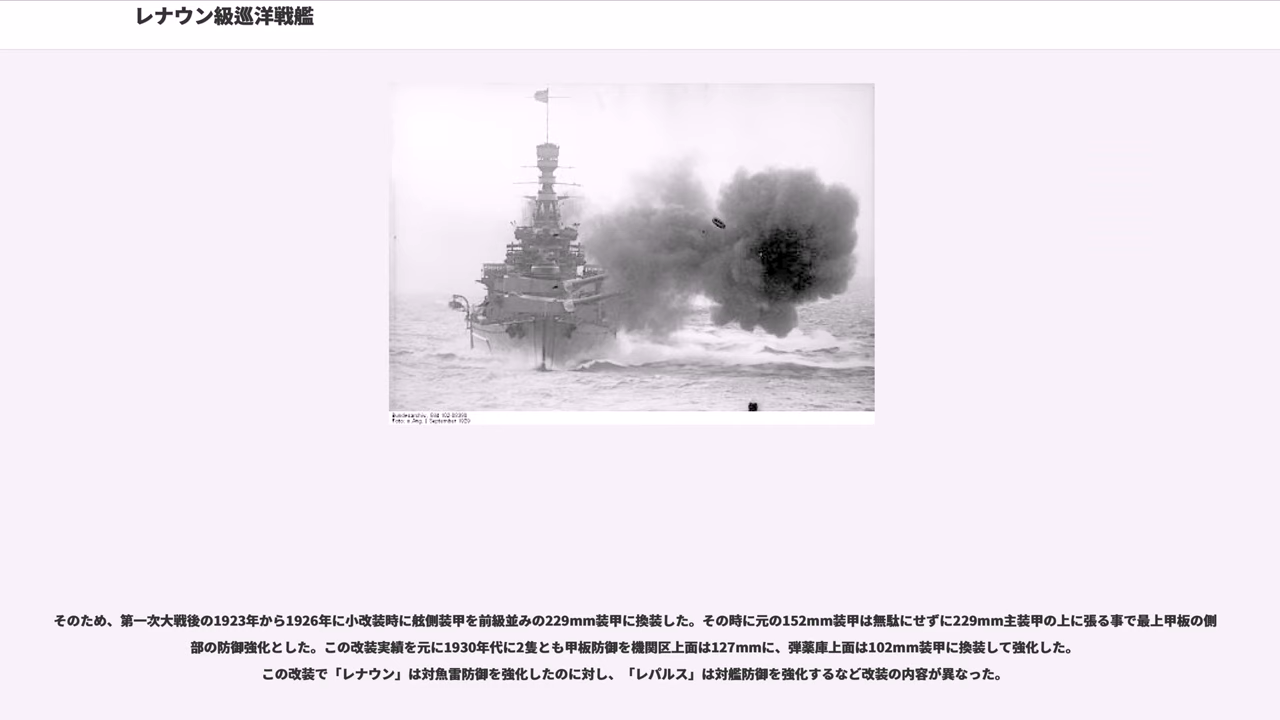 レナウン級巡洋戦艦
Bundesarchiv, Bild 102-
Foto: o.Ang. | September
そのため、第一次大戦後の1923年から1926年に小改装時に舷側装甲を前級並みの229mm装甲に換装した。その時に元の152mm装甲は無駄にせずに229mm主装甲の上に張る事で最上甲板の側
部の防御強化とした。この改装実績を元に1930年代に2隻とも甲板防御を機関区上面は127mmに、弾薬庫上面は102mm装甲に換装して強化した。
この改装で「レナウン」は対魚雷防御を強化したのに対し、「レパルス」は対艦防御を強化するなど改装の内容が異なった。